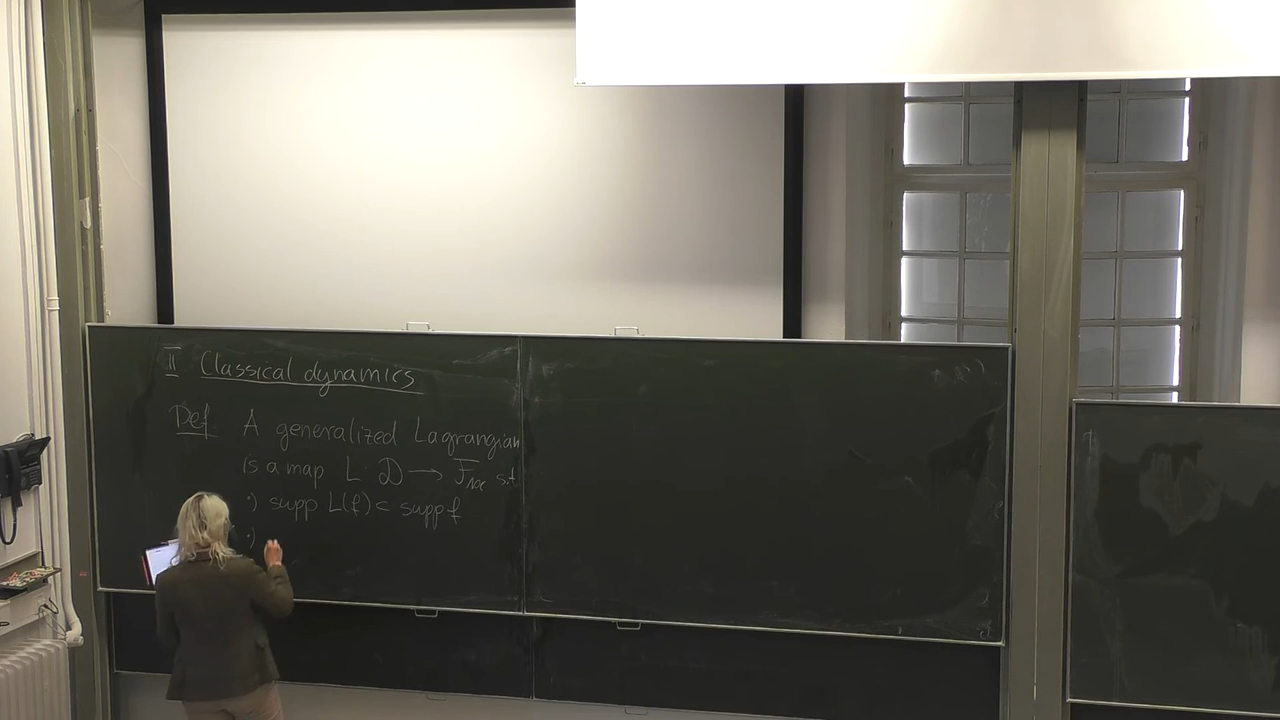 II Classical dynamics
Def A generalized Lagrangian
is a map L: D → F_loc s.t
•) supp L(f) ⊂ supp f
•)